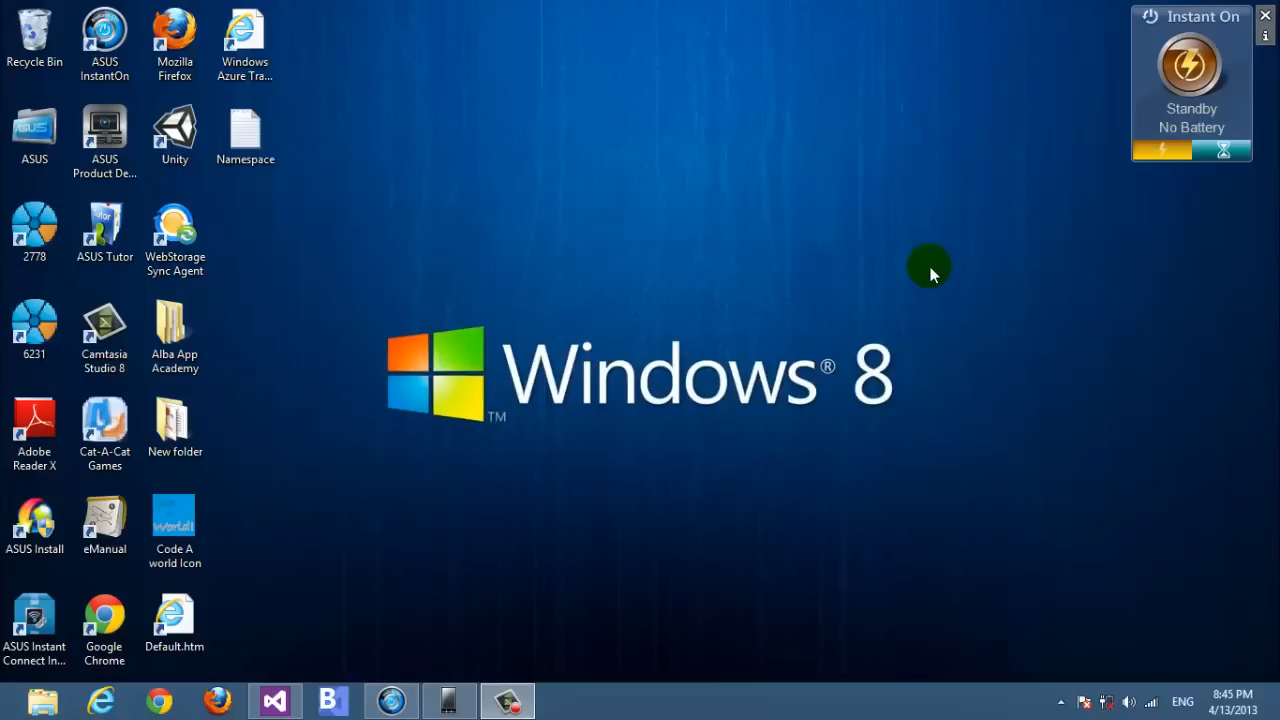 Recycle Bin
ASUS
InstantOn
Mozilla
Firefox
Windows
Azure Tra...
ASUS
ASUS
ASUS
Product De...
Unity
Namespace
2778
ASUS Tutor
WebStorage
Sync Agent
6231
Camtasia
Studio 8
Alba App
Academy
Adobe
Reader X
Cat-A-Cat
Games
New folder
ASUS Install
eManual
World!
Code A
world Icon
ASUS Instant
Connect In...
Google
Chrome
Default.htm
Windows® 8
TM
Instant On
Standby
No Battery
ENG
8:45 PM
4/13/2013